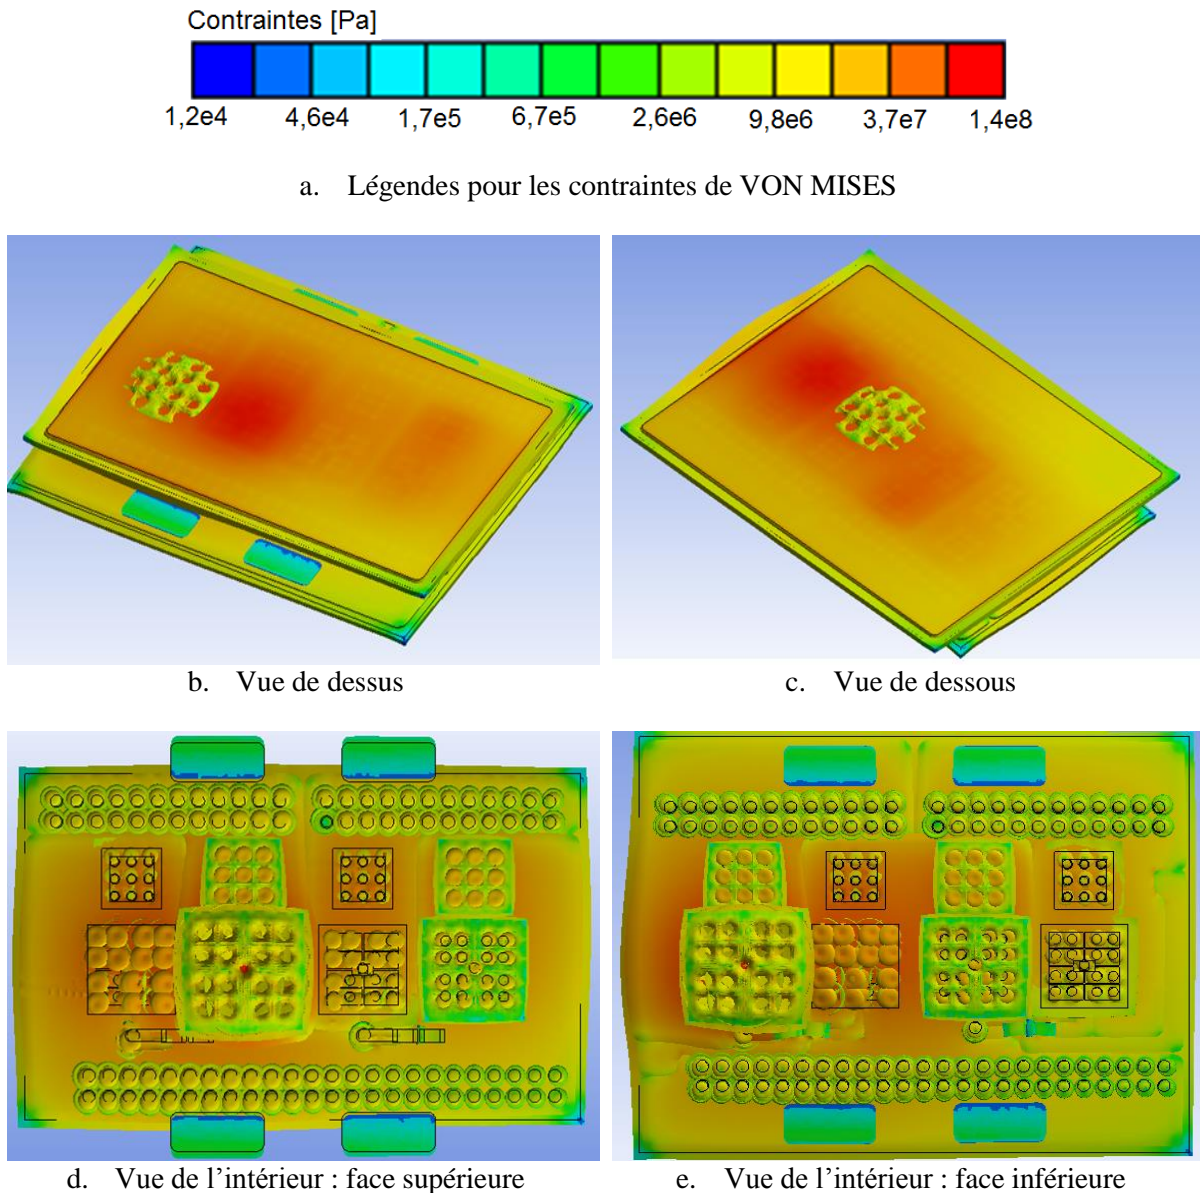 Contraintes [Pa]
1,2e4 4,6e4 1,7e5 6,7e5 2,6e6 9,8e6 3,7e7 1,4e8
a. Légendes pour les contraintes de VON MISES
b. Vue de dessus
c. Vue de dessous
d. Vue de l’intérieur : face supérieure
e. Vue de l’intérieur : face inférieure